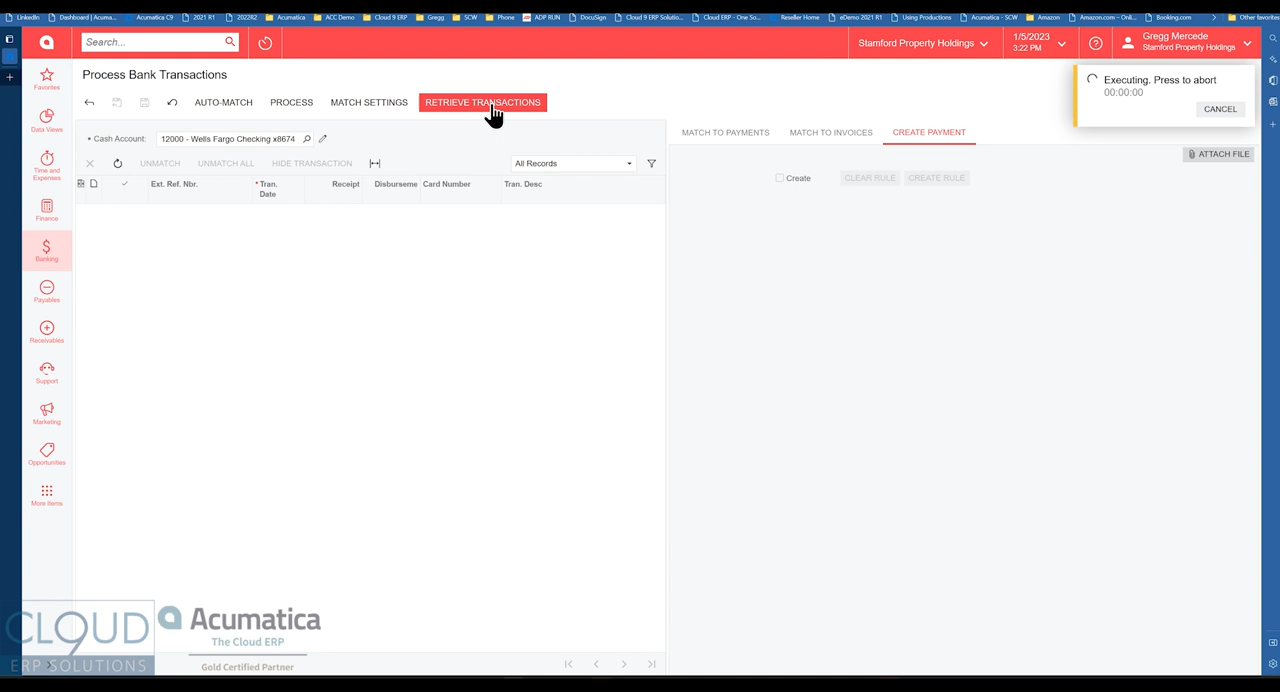 LinkedIn Dashboard | Acuma... Acumatica C9 2021 R1 2022R2 Acumatica ACC Demo Cloud 9 ERP Gregg SCW Phone ADP RUN DocuSign Cloud 9 ERP Solutio... Cloud ERP - One So... Reseller Home eDemo 2021 R1 Using Productions Acumatica - SCW Amazon Amazon.com – Onli... Booking.com Other favorites
Search...
Stamford Property Holdings
1/5/2023
3:22 PM
Gregg Mercede
Stamford Property Holdings
Favorites
Data Views
Time and
Expenses
Finance
Banking
Payables
Receivables
Support
Marketing
Opportunities
More Items
Process Bank Transactions
AUTO-MATCH PROCESS MATCH SETTINGS RETRIEVE TRANSACTIONS
Executing. Press to abort
00:00:00
CANCEL
* Cash Account: 12000 - Wells Fargo Checking x8674
UNMATCH UNMATCH ALL HIDE TRANSACTION All Records
Ext. Ref. Nbr. * Tran. Date Receipt Disburseme Card Number Tran. Desc
MATCH TO PAYMENTS MATCH TO INVOICES CREATE PAYMENT
ATTACH FILE
Create CLEAR RULE CREATE RULE
CLOUD 9
ERP SOLUTIONS
Acumatica
The Cloud ERP
Gold Certified Partner